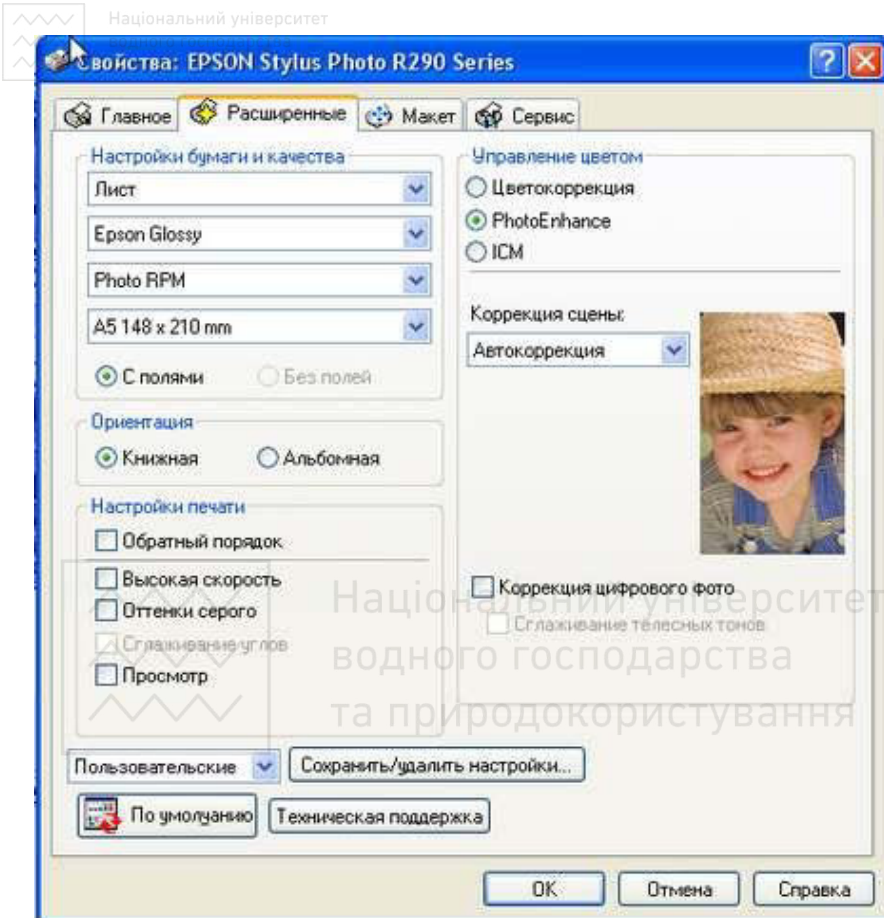 Національний університет
Свойства: EPSON Stylus Photo R290 Series
Главное
Расширенные
Макет
Сервис
Настройки бумаги и качества
Лист
Epson Glossy
Photo RPM
A5 148 x 210 mm
С полями
Без полей
Ориентация
Книжная
Альбомная
Настройки печати
Обратный порядок
Высокая скорость
Оттенки серого
Сглаживание углов
Просмотр
Управление цветом
Цветокоррекция
PhotoEnhance
ICM
Коррекция сцены:
Автокоррекция
Коррекция цифрового фото
Сглаживание телесных тонов
Національний університет
водного господарства
та природокористування
Пользовательские
Сохранить/удалить настройки...
По умолчанию
Техническая поддержка
OK
Отмена
Справка